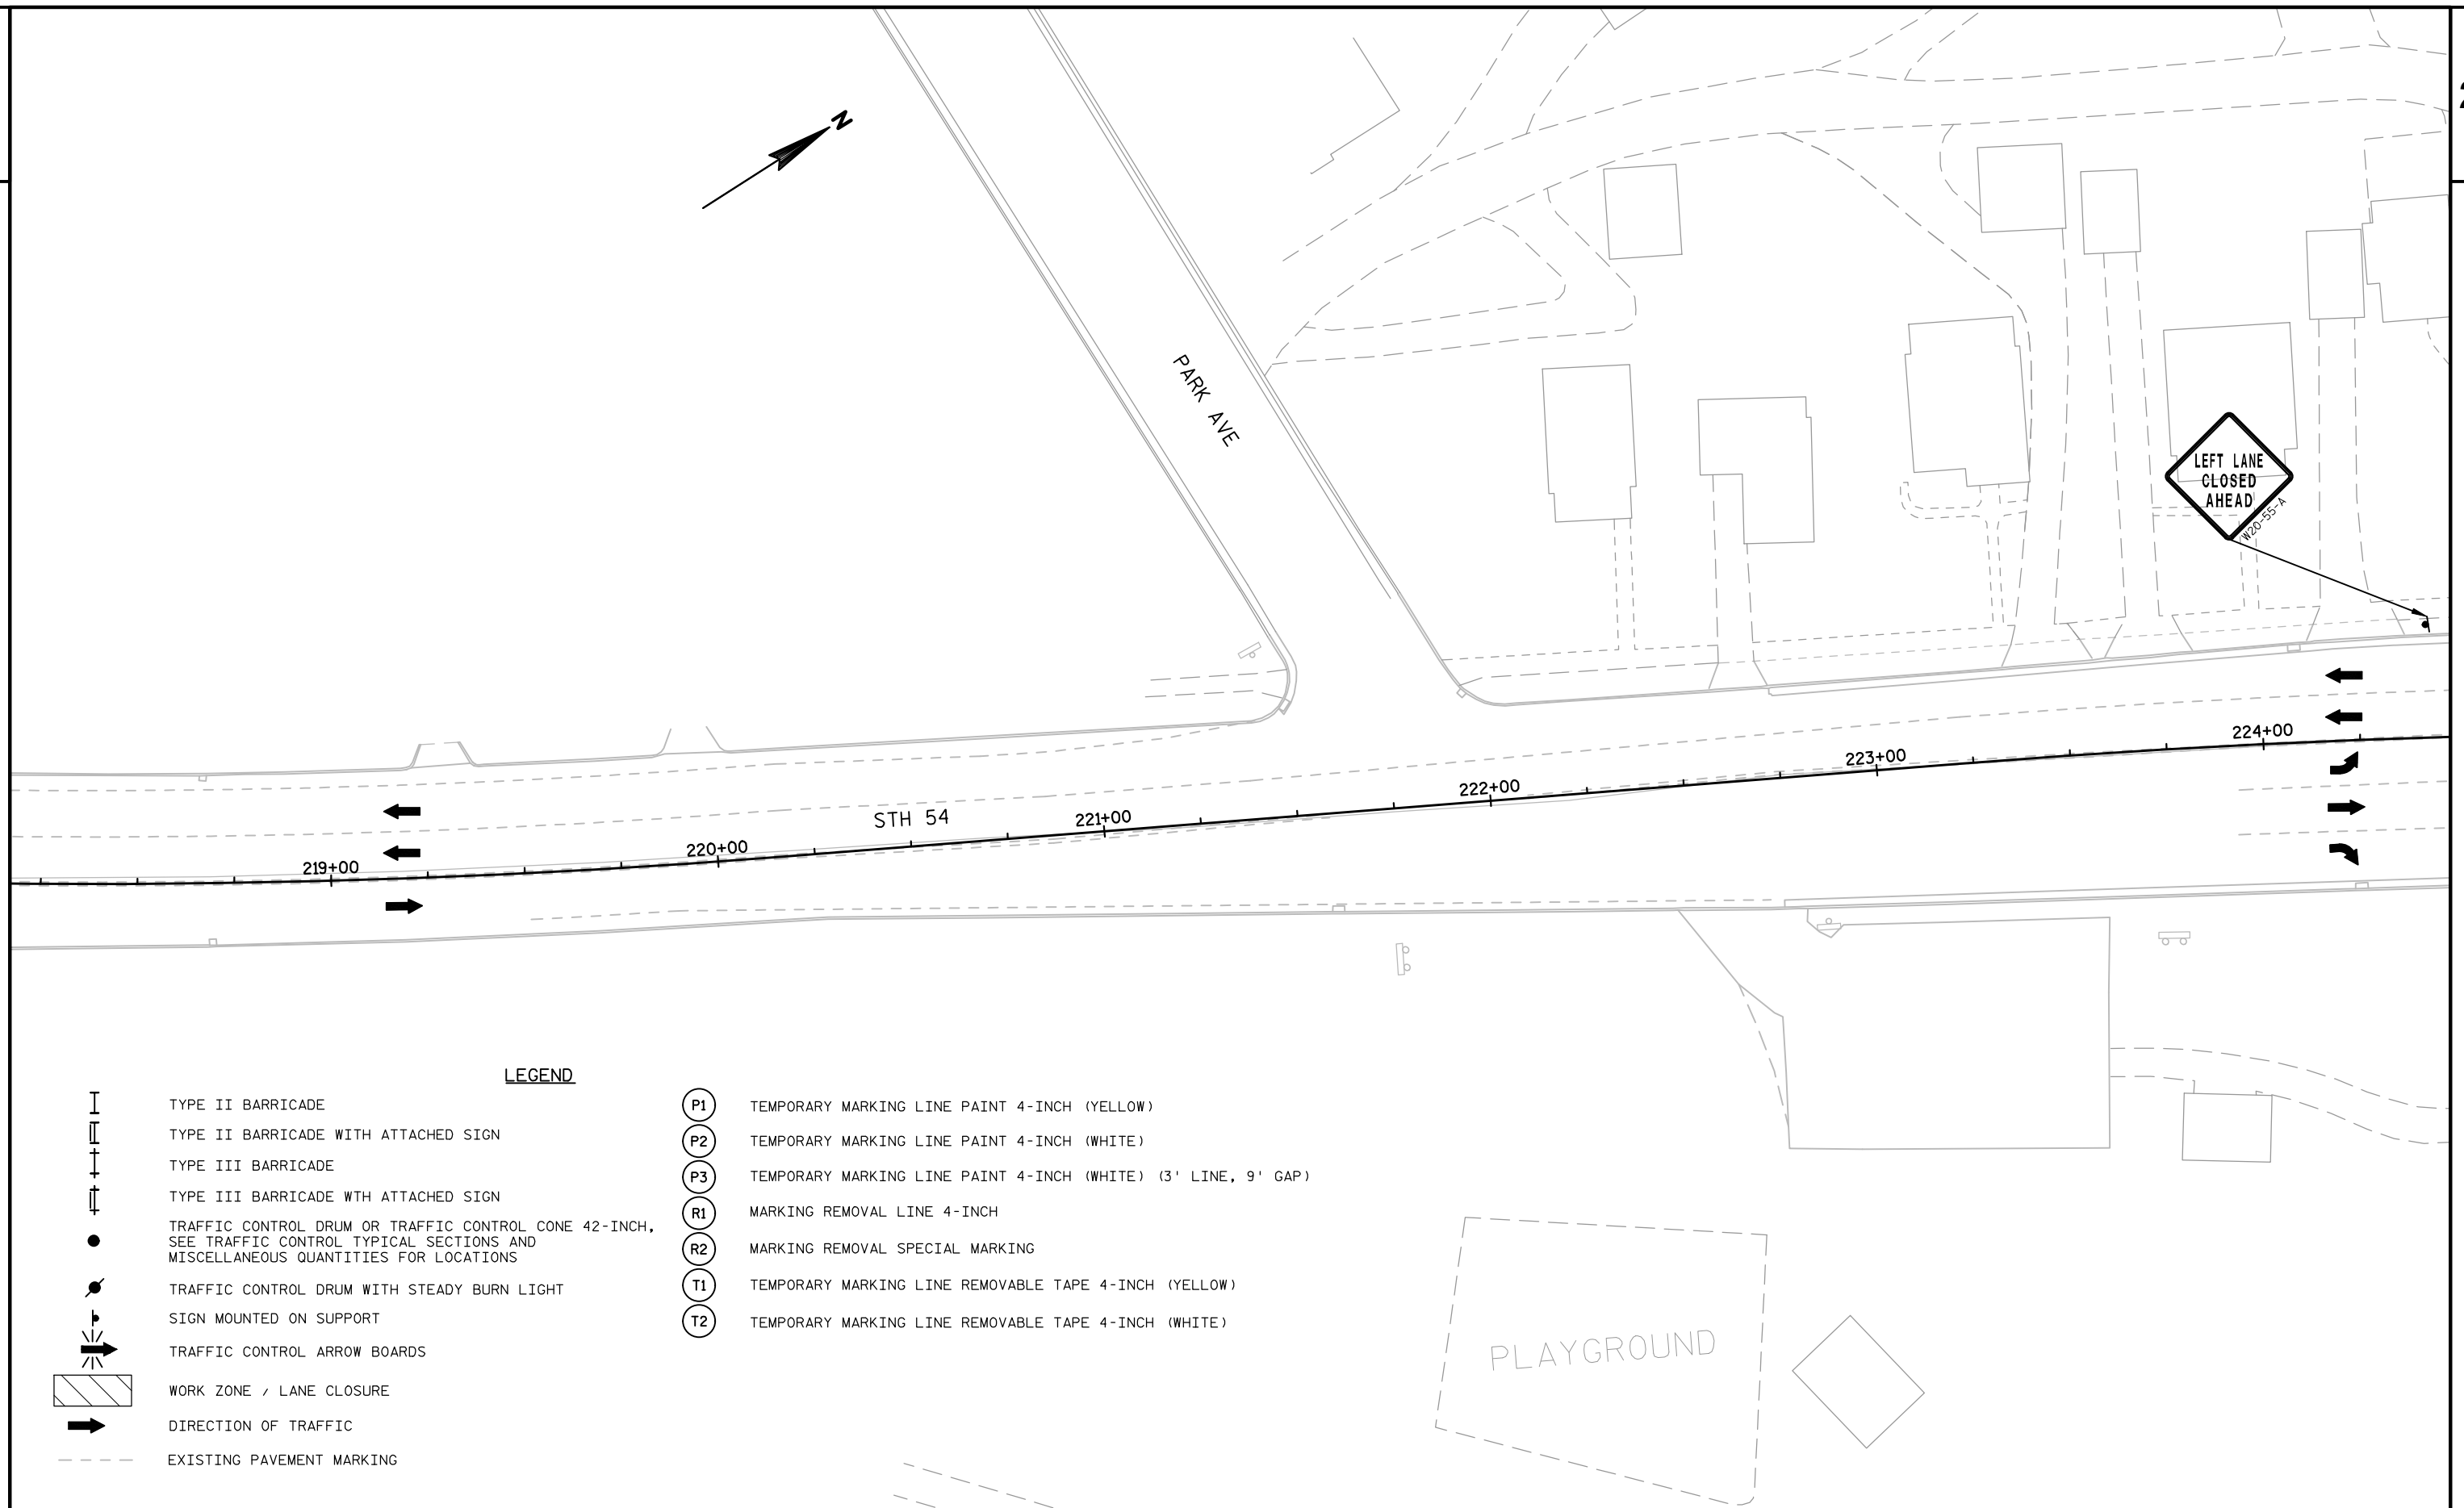 N
PARK AVE
LEFT LANE
CLOSED
AHEAD
W20-55-A
224+00
223+00
222+00
221+00
STH 54
220+00
219+00
LEGEND
TYPE II BARRICADE
TYPE II BARRICADE WITH ATTACHED SIGN
TYPE III BARRICADE
TYPE III BARRICADE WTH ATTACHED SIGN
TRAFFIC CONTROL DRUM OR TRAFFIC CONTROL CONE 42-INCH,
SEE TRAFFIC CONTROL TYPICAL SECTIONS AND
MISCELLANEOUS QUANTITIES FOR LOCATIONS
TRAFFIC CONTROL DRUM WITH STEADY BURN LIGHT
SIGN MOUNTED ON SUPPORT
TRAFFIC CONTROL ARROW BOARDS
WORK ZONE / LANE CLOSURE
DIRECTION OF TRAFFIC
EXISTING PAVEMENT MARKING
P1 TEMPORARY MARKING LINE PAINT 4-INCH (YELLOW)
P2 TEMPORARY MARKING LINE PAINT 4-INCH (WHITE)
P3 TEMPORARY MARKING LINE PAINT 4-INCH (WHITE) (3' LINE, 9' GAP)
R1 MARKING REMOVAL LINE 4-INCH
R2 MARKING REMOVAL SPECIAL MARKING
T1 TEMPORARY MARKING LINE REMOVABLE TAPE 4-INCH (YELLOW)
T2 TEMPORARY MARKING LINE REMOVABLE TAPE 4-INCH (WHITE)
PLAYGROUND